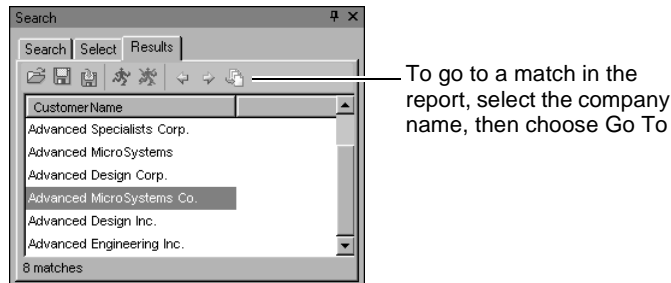 Search
Search Select Results
CustomerName
Advanced Specialists Corp.
Advanced MicroSystems
Advanced Design Corp.
Advanced MicroSystems Co.
Advanced Design Inc.
Advanced Engineering Inc.
8 matches
To go to a match in the
report, select the company
name, then choose Go To